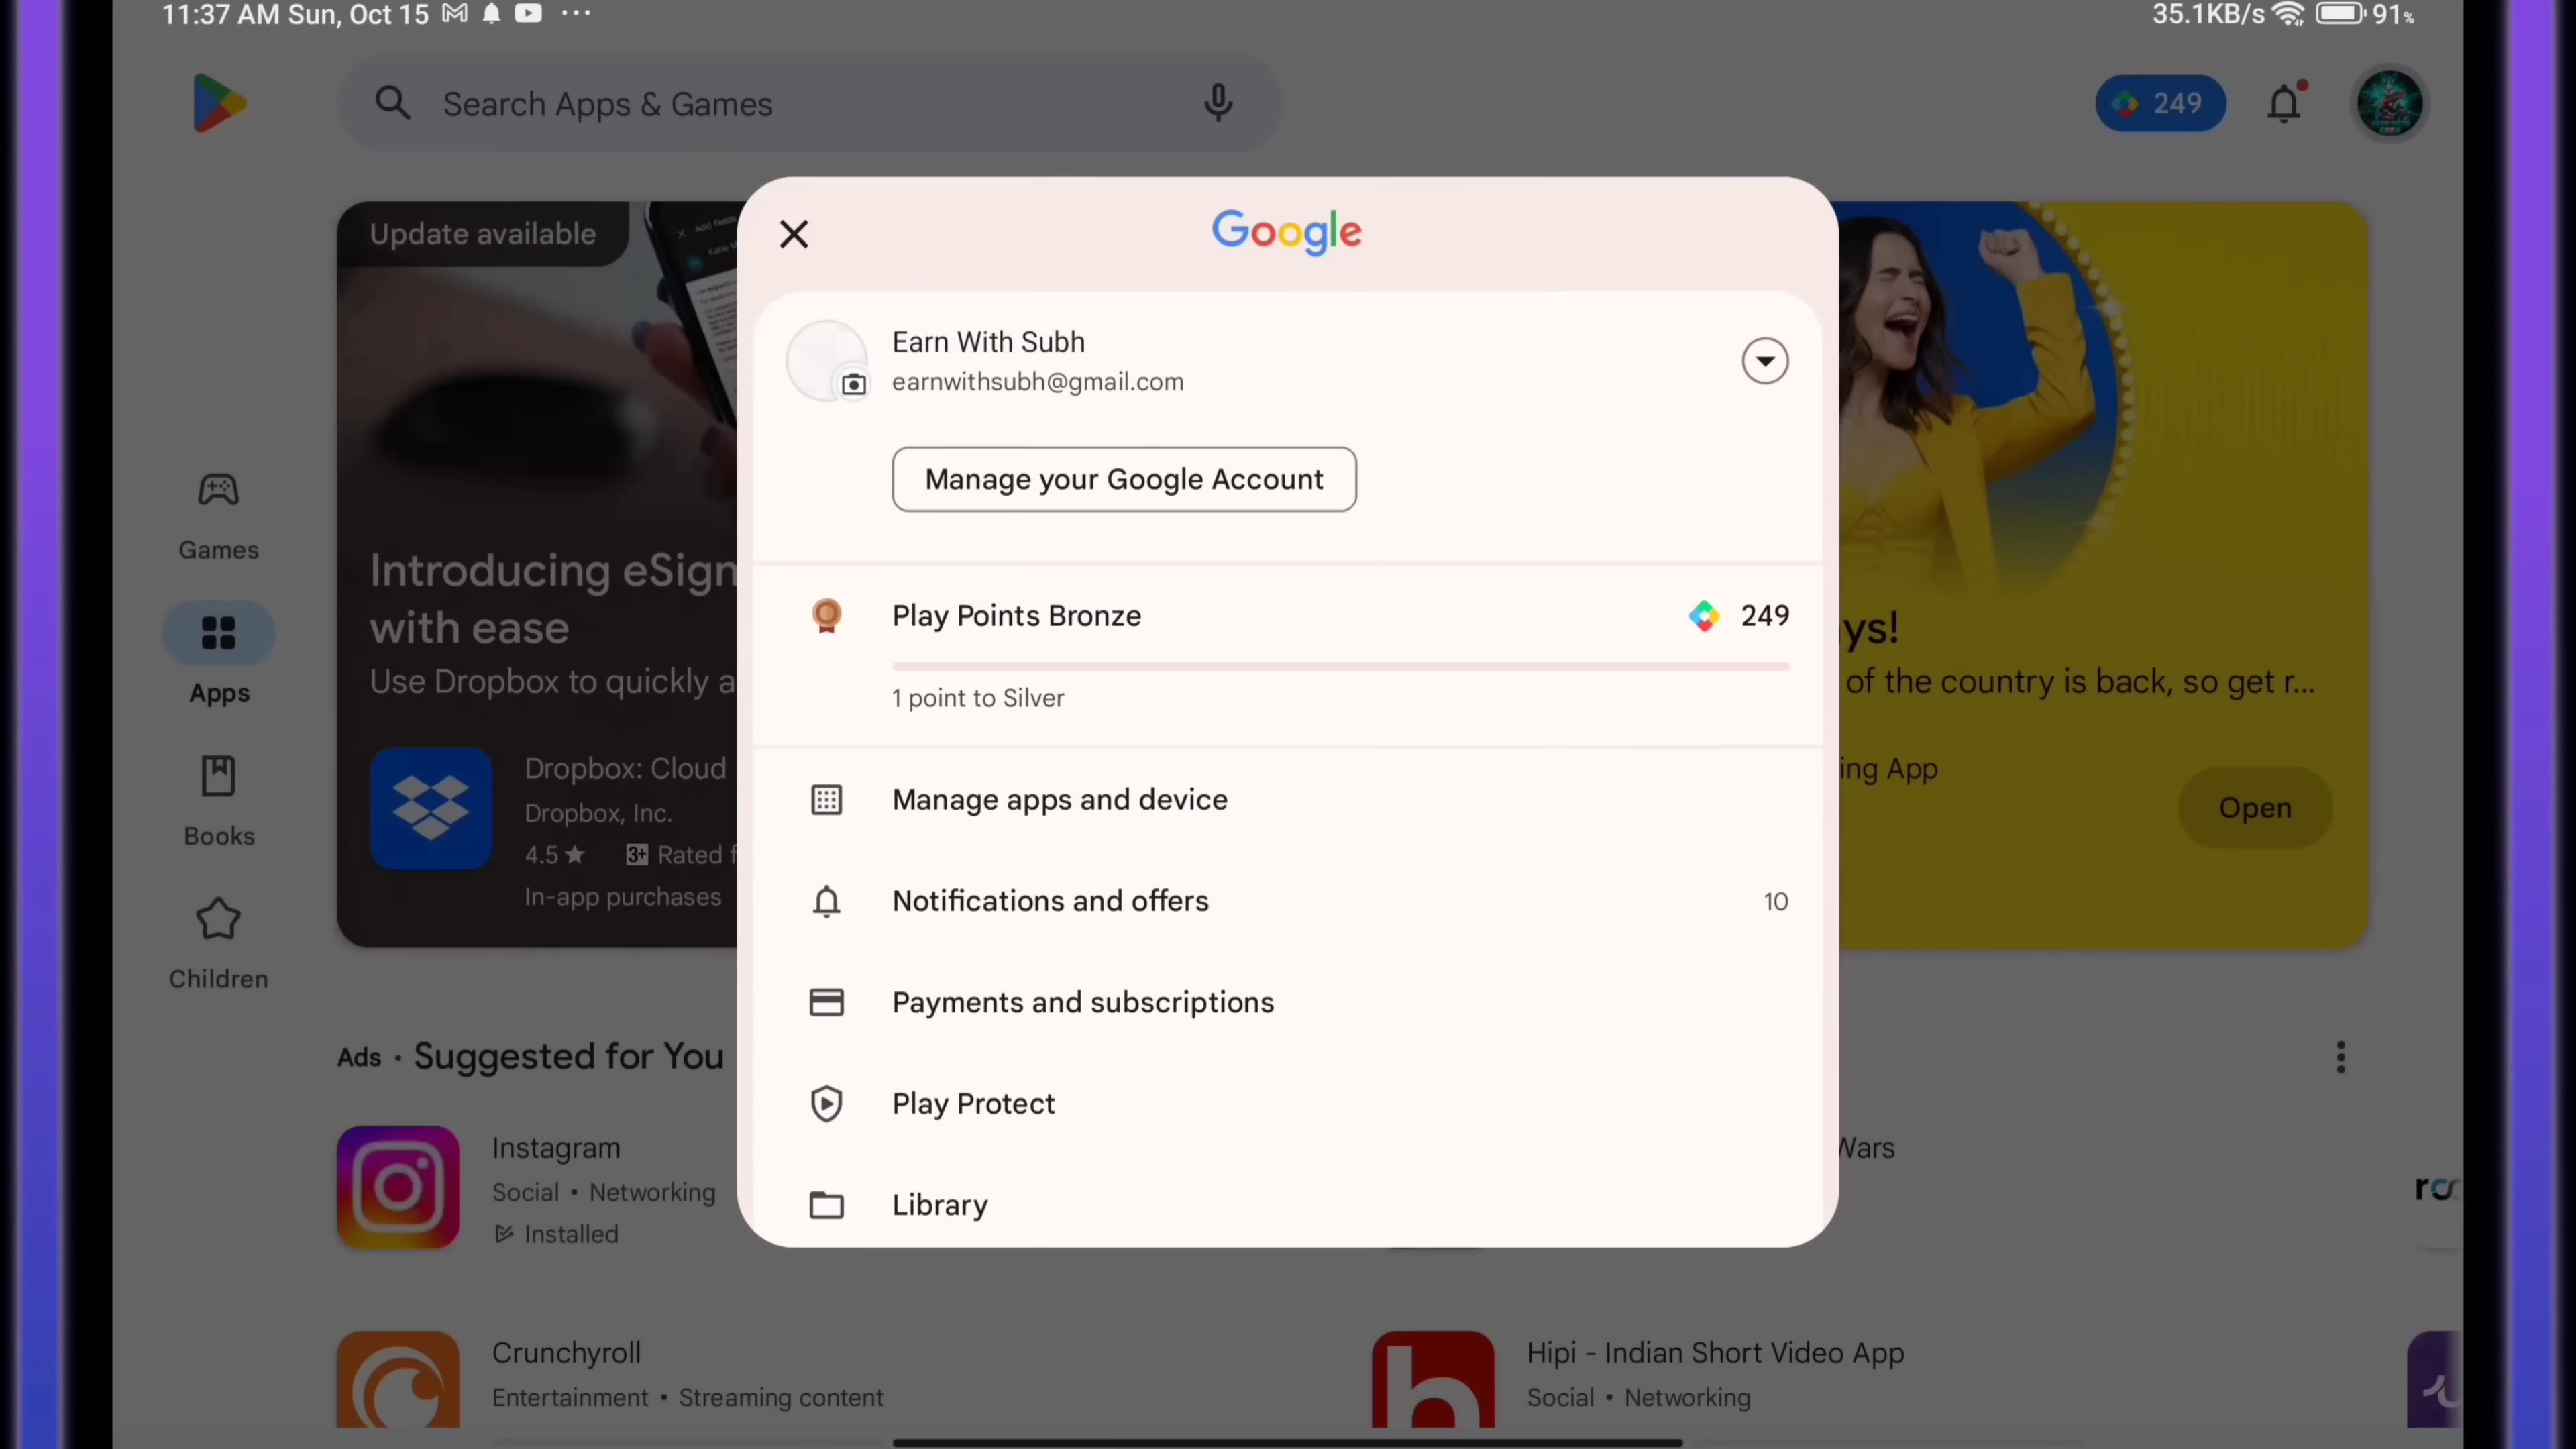 11:37 AM Sun, Oct 15
35.1KB/s 91%
Search Apps & Games
249
Update available
Google
Earn With Subh
earnwithsubh@gmail.com
Manage your Google Account
Play Points Bronze 249
1 point to Silver
Manage apps and device
Notifications and offers 10
Payments and subscriptions
Play Protect
Library
Games
Apps
Books
Children
Introducing eSign
with ease
Use Dropbox to quickly a
Dropbox: Cloud
Dropbox, Inc.
4.5★ 3+ Rated f
In-app purchases
ys!
of the country is back, so get r...
ing App
Open
Ads • Suggested for You
Instagram
Social • Networking
Installed
Wars
Crunchyroll
Entertainment • Streaming content
Hipi - Indian Short Video App
Social • Networking